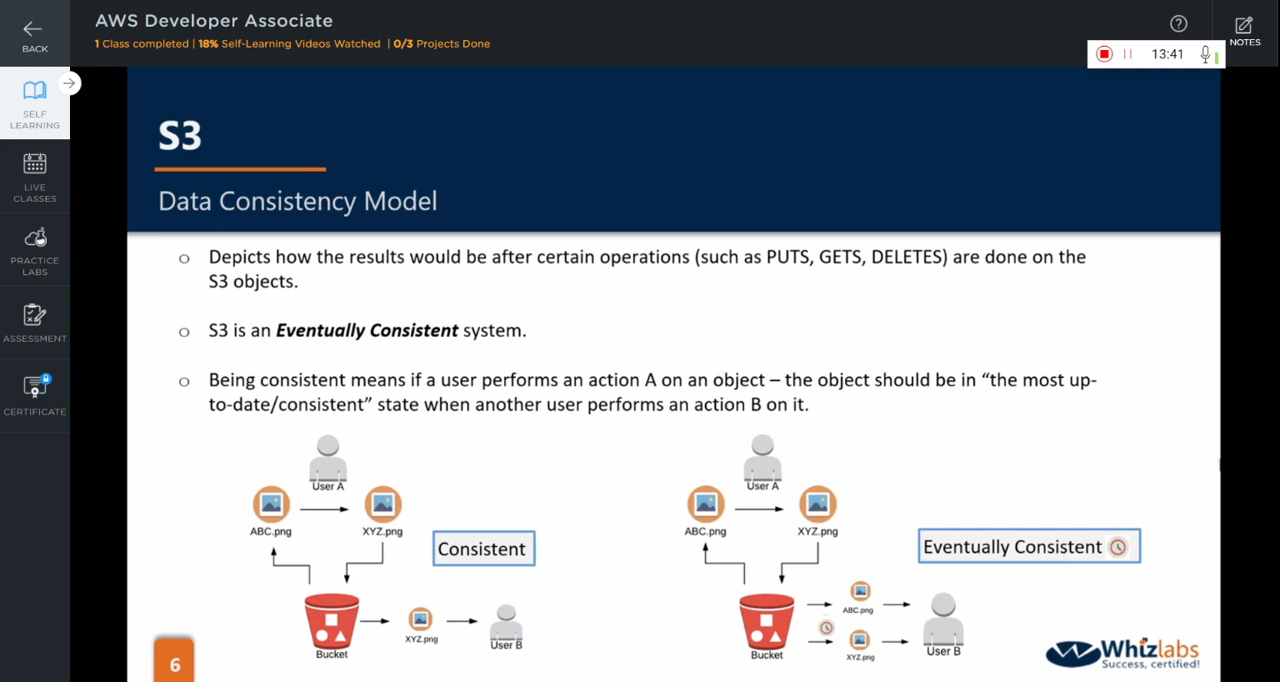 AWS Developer Associate
1 Class completed | 18% Self-Learning Videos Watched | 0/3 Projects Done
BACK
NOTES
13:41
SELF
LEARNING
LIVE
CLASSES
PRACTICE
LABS
ASSESSMENT
CERTIFICATE
S3
Data Consistency Model
o Depicts how the results would be after certain operations (such as PUTS, GETS, DELETES) are done on the
S3 objects.
o S3 is an Eventually Consistent system.
o Being consistent means if a user performs an action A on an object – the object should be in “the most up-
to-date/consistent” state when another user performs an action B on it.
User A
ABC.png
XYZ.png
Consistent
Bucket
XYZ.png
User B
User A
ABC.png
XYZ.png
Eventually Consistent
Bucket
ABC.png
XYZ.png
User B
6
Whizlabs
Success, certified!